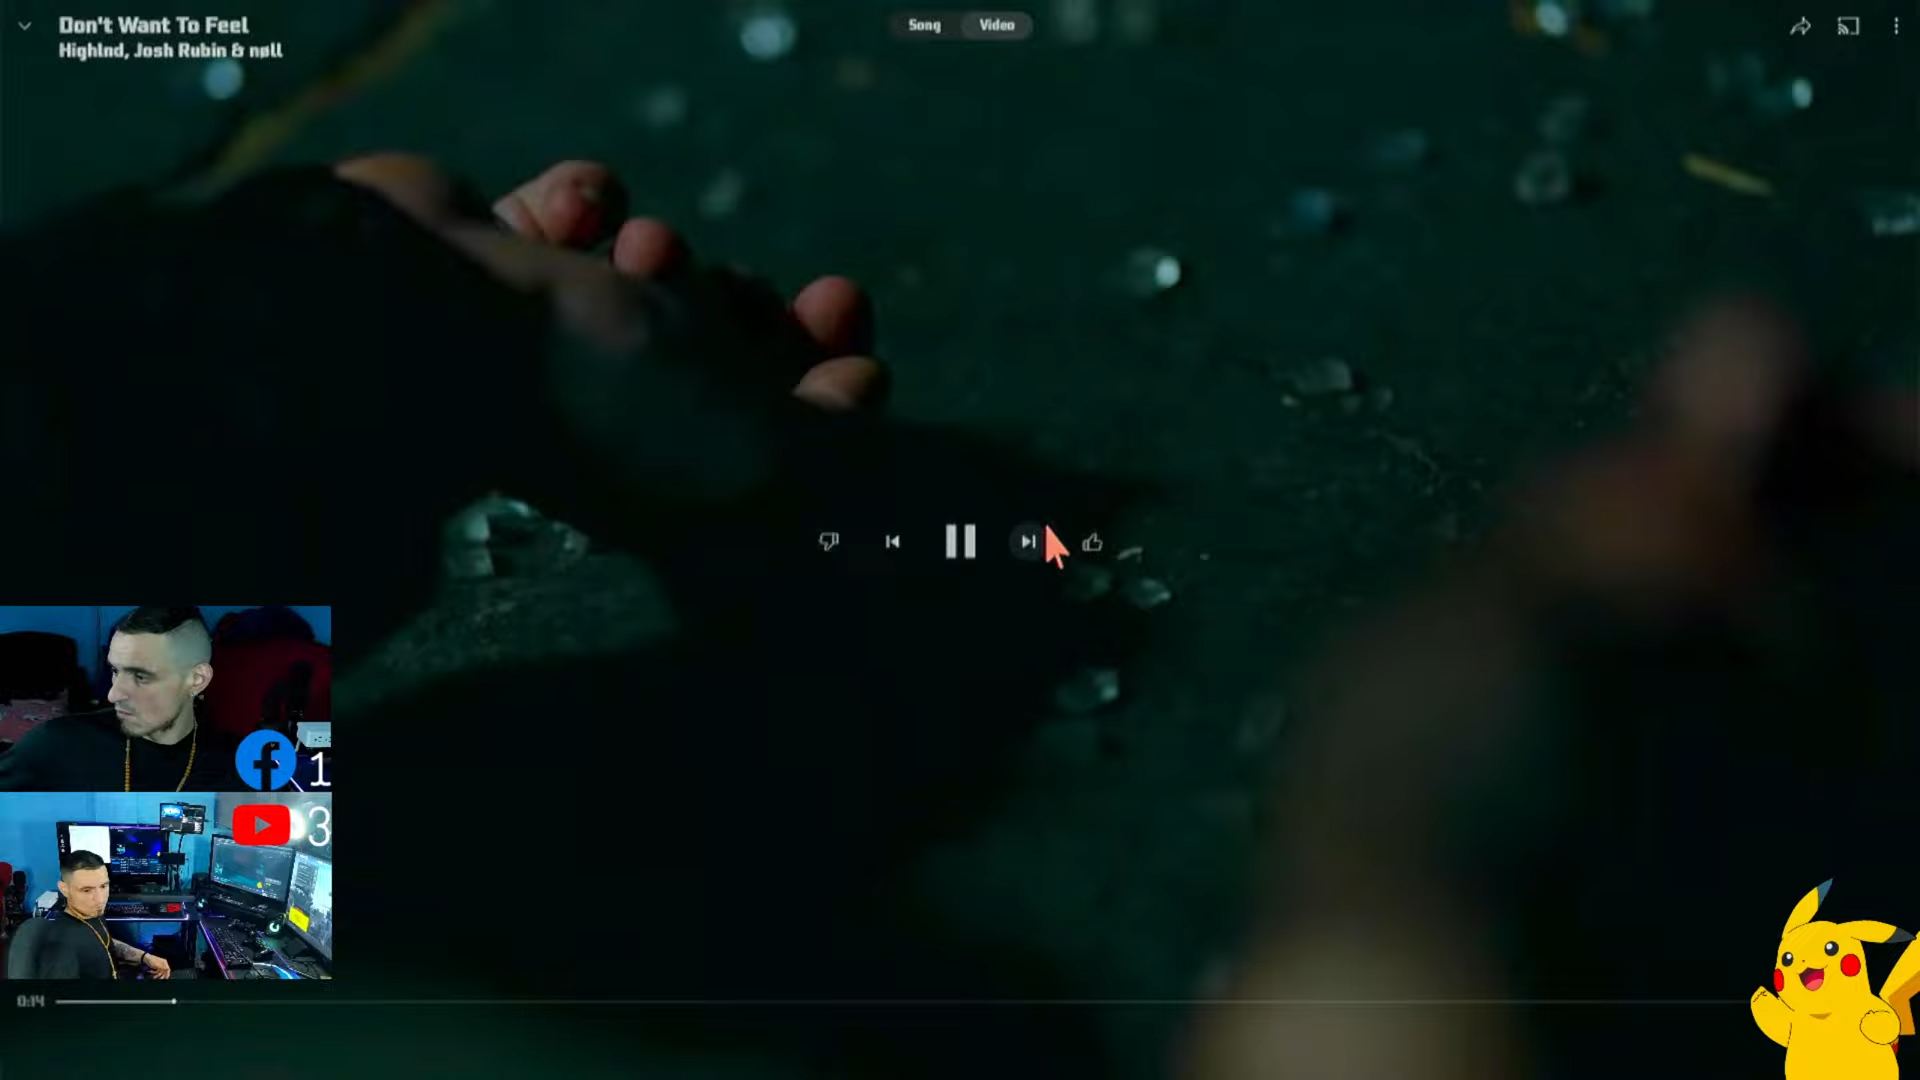 Don't Want To Feel
Highlnd, Josh Rubin & nøll
Song
Video
1
3
0:14